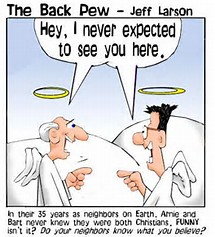 The Back Pew - Jeff Larson
Hey, I never expected
to see you here.
In their 35 years as neighbors on Earth, Arnie and
Bart never knew they were both Christians, FUNNY
isn't it? Do your neighbors know what you believe?